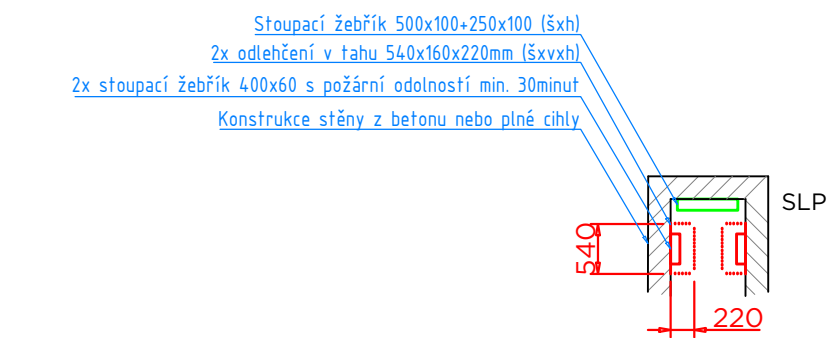 Stoupací žebřík 500x100+250x100 (šxh)
2x odlehčení v tahu 540x160x220mm (šxvxh)
2x stoupací žebřík 400x60 s požární odolností min. 30minut
Konstrukce stěny z betonu nebo plné cihly
SLP
540
220